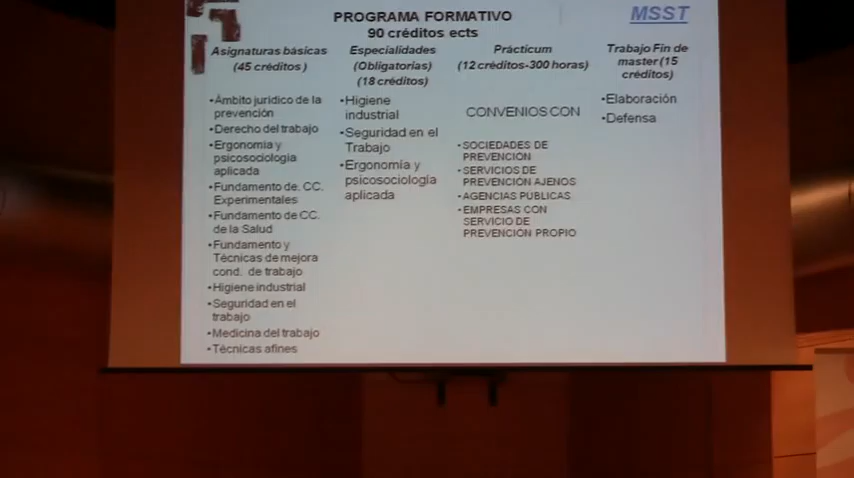 PROGRAMA FORMATIVO
90 créditos ects
MSST
Asignaturas básicas
(45 créditos )
•Ámbito jurídico de la
prevención
•Derecho del trabajo
•Ergonomía y
psicosociología
aplicada
•Fundamento de. CC.
Experimentales
•Fundamento de CC.
de la Salud
•Fundamento y
Técnicas de mejora
cond. de trabajo
•Higiene industrial
•Seguridad en el
trabajo
•Medicina del trabajo
•Técnicas afines
Especialidades
(Obligatorias)
(18 créditos)
•Higiene
industrial
•Seguridad en el
Trabajo
•Ergonomía y
psicosociología
aplicada
Prácticum
(12 créditos-300 horas)
CONVENIOS CON
•SOCIEDADES DE
PREVENCIÓN
•SERVICIOS DE
PREVENCIÓN AJENOS
•AGENCIAS PÚBLICAS
•EMPRESAS CON
SERVICIO DE
PREVENCIÓN PROPIO
Trabajo Fin de
master (15
créditos)
•Elaboración
•Defensa